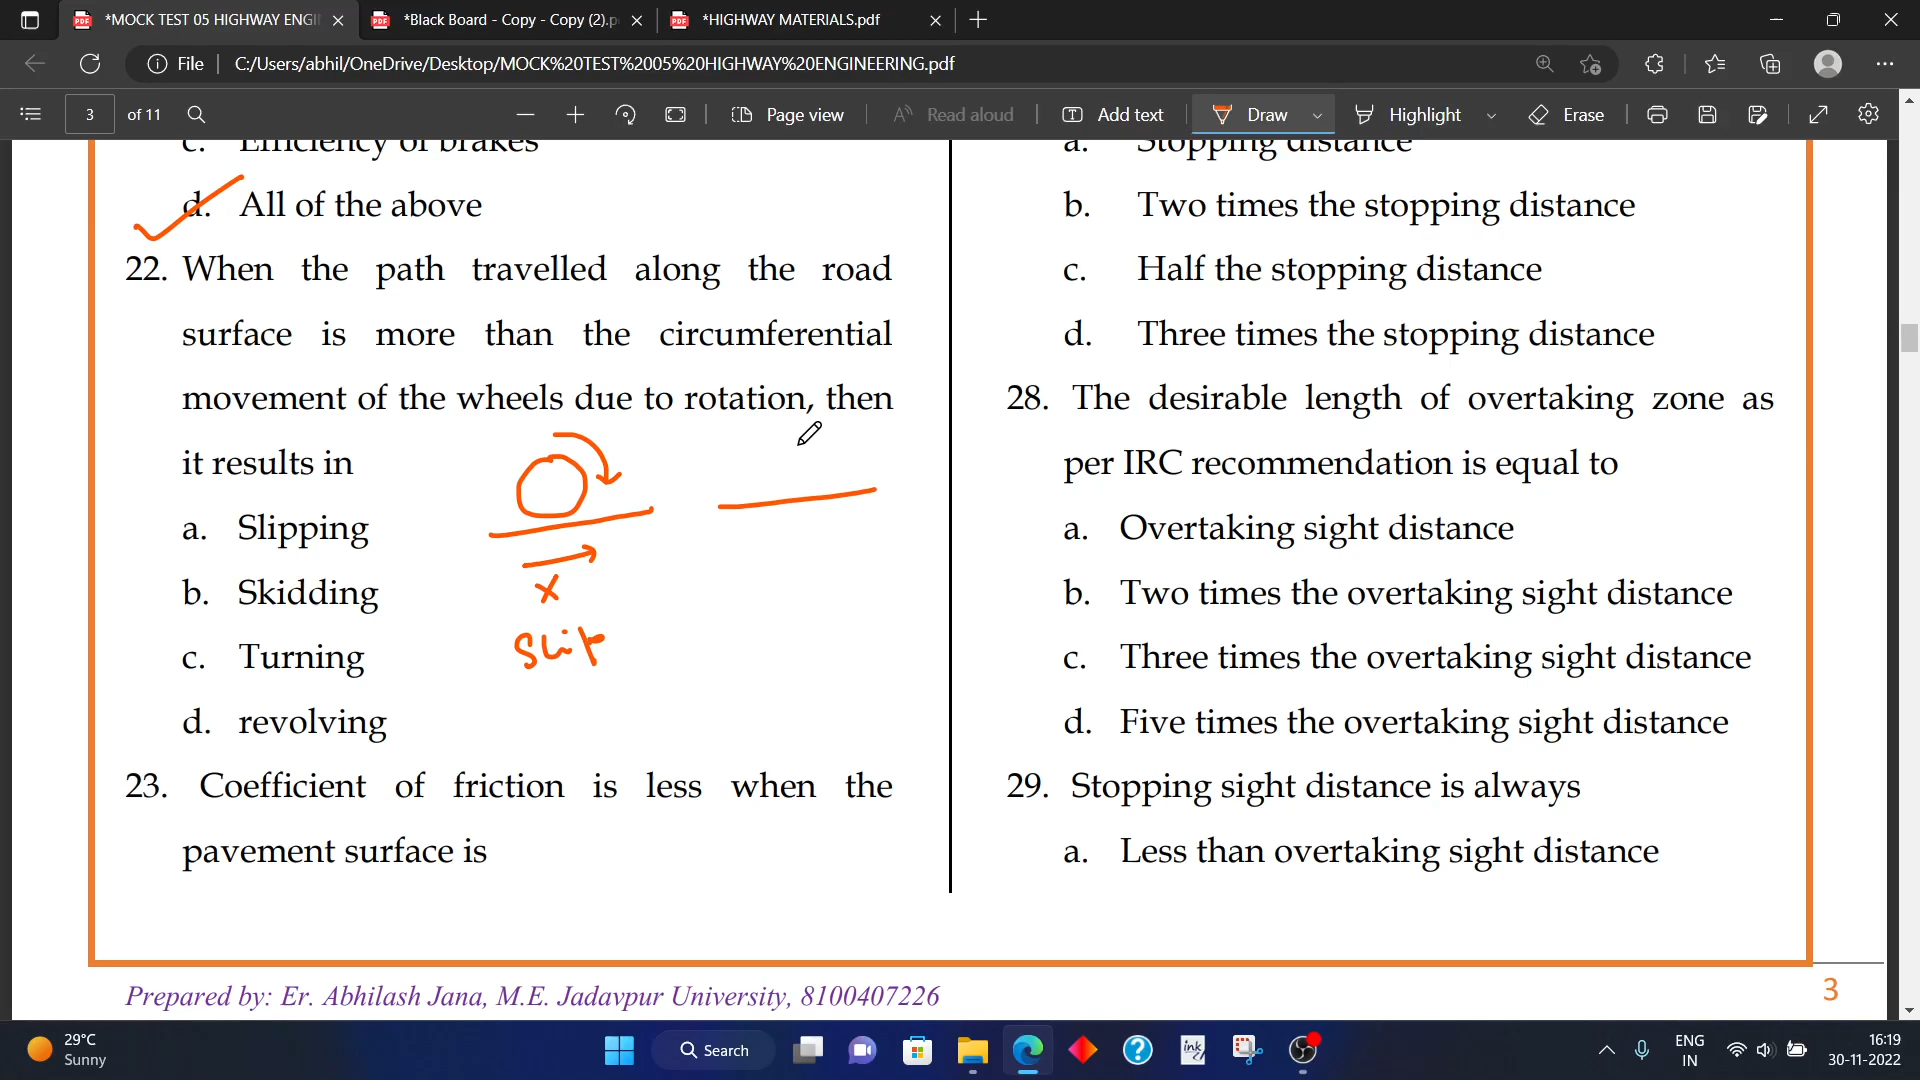 *MOCK TEST 05 HIGHWAY ENGI
*Black Board - Copy - Copy (2).p
*HIGHWAY MATERIALS.pdf
File
C:/Users/abhil/OneDrive/Desktop/MOCK%20TEST%2005%20HIGHWAY%20ENGINEERING.pdf
3 of 11
Page view
Read aloud
Add text
Draw
Highlight
Erase
c. Efficiency of brakes
d. All of the above
22. When the path travelled along the road
surface is more than the circumferential
movement of the wheels due to rotation, then
it results in
a. Slipping
b. Skidding
c. Turning
d. revolving
x
Slip
23. Coefficient of friction is less when the
pavement surface is
a. Stopping distance
b. Two times the stopping distance
c. Half the stopping distance
d. Three times the stopping distance
28. The desirable length of overtaking zone as
per IRC recommendation is equal to
a. Overtaking sight distance
b. Two times the overtaking sight distance
c. Three times the overtaking sight distance
d. Five times the overtaking sight distance
29. Stopping sight distance is always
a. Less than overtaking sight distance
Prepared by: Er. Abhilash Jana, M.E. Jadavpur University, 8100407226
3
29°C
Sunny
Search
ink
ENG
IN
16:19
30-11-2022